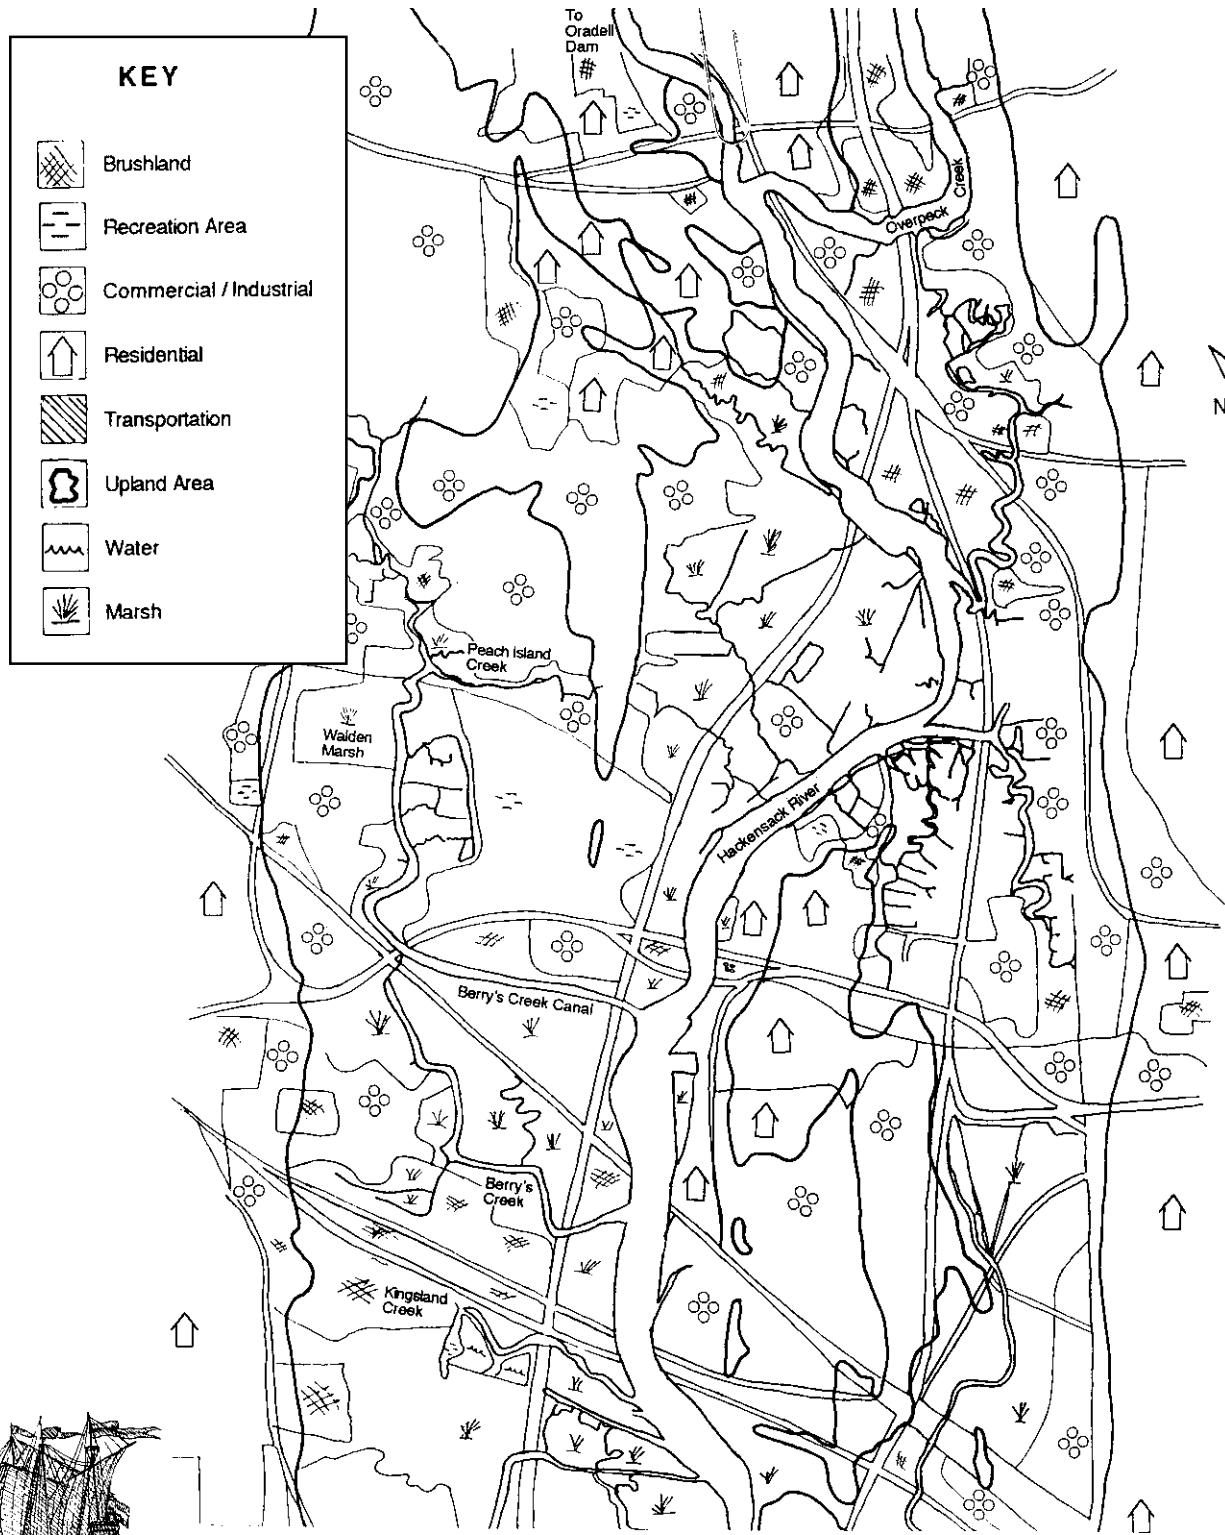 To
Oradell
Dam
KEY
Brushland
Recreation Area
Commercial / Industrial
Residential
Transportation
Upland Area
Water
Marsh
Overpeck
Creek
N
Peach Island
Creek
Walden
Marsh
Hackensack River
Berry's Creek Canal
Berry's
Creek
Kingsland
Creek